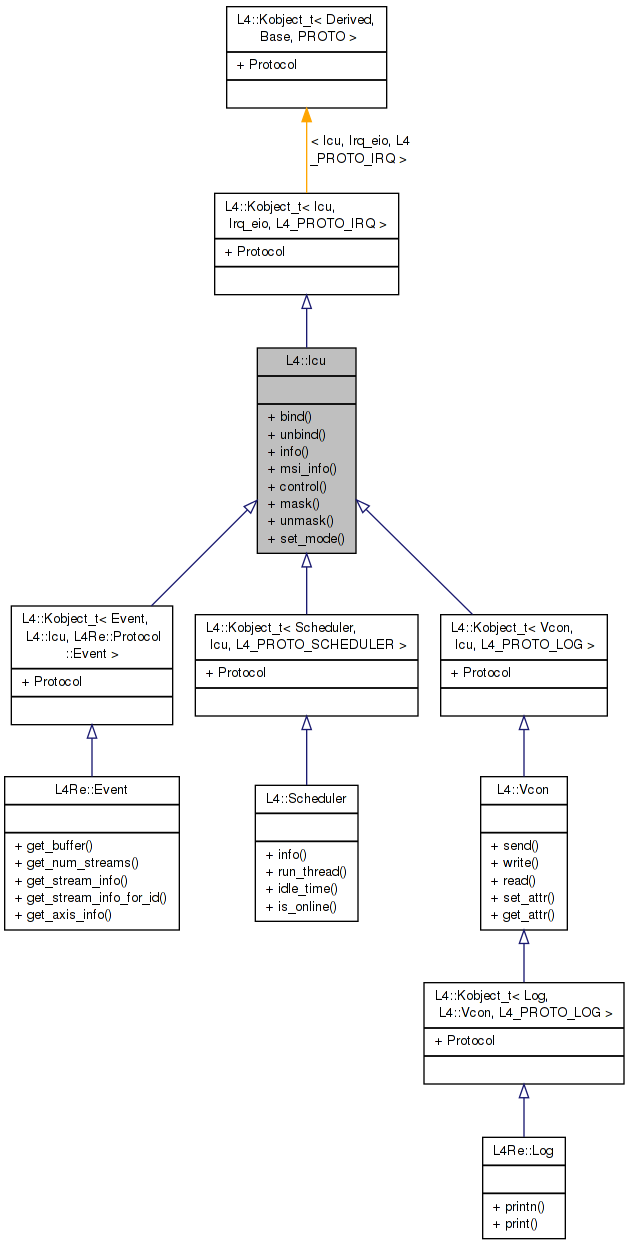 L4::Kobject_t< Derived,
Base, PROTO >
+ Protocol
< Icu, Irq_eio, L4
_PROTO_IRQ >
L4::Kobject_t< Icu,
Irq_eio, L4_PROTO_IRQ >
+ Protocol
L4::Icu
+ bind()
+ unbind()
+ info()
+ msi_info()
+ control()
+ mask()
+ unmask()
+ set_mode()
L4::Kobject_t< Event,
L4::Icu, L4Re::Protocol
::Event >
+ Protocol
L4::Kobject_t< Scheduler,
Icu, L4_PROTO_SCHEDULER >
+ Protocol
L4::Kobject_t< Vcon,
Icu, L4_PROTO_LOG >
+ Protocol
L4Re::Event
+ get_buffer()
+ get_num_streams()
+ get_stream_info()
+ get_stream_info_for_id()
+ get_axis_info()
L4::Scheduler
+ info()
+ run_thread()
+ idle_time()
+ is_online()
L4::Vcon
+ send()
+ write()
+ read()
+ set_attr()
+ get_attr()
L4::Kobject_t< Log,
L4::Vcon, L4_PROTO_LOG >
+ Protocol
L4Re::Log
+ printn()
+ print()